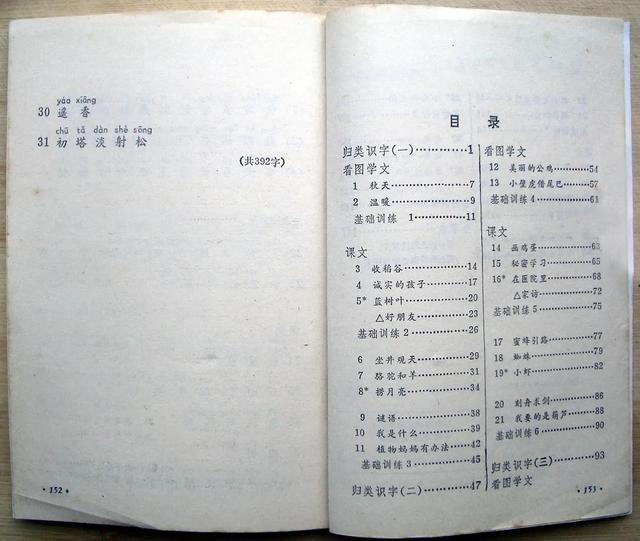 yáo xiāng
30 遥 香
chū tǎ dàn shè sōng
31 初 塔 淡 射 松
(共392字)
· 152 ·
目 录
归类识字(一)…………1
看图学文
1 秋天…………7
2 温暖…………9
基础训练 1…………11
课文
3 收稻谷…………14
4 诚实的孩子…………17
5* 蓝树叶…………20
△好朋友…………23
基础训练 2…………26
6 坐井观天…………29
7 骆驼和羊…………31
8* 捞月亮…………34
9 谜语…………38
10 我是什么…………39
11 植物妈妈有办法…………42
基础训练 3…………45
归类识字(二)…………47
看图学文
12 美丽的公鸡…………54
13 小壁虎借尾巴…………57
基础训练 4…………61
课文
14 画鸡蛋…………63
15 秘密学习…………65
16* 在医院里…………68
△家访…………72
基础训练 5…………75
17 蜜蜂引路…………77
18 蜘蛛…………79
19* 小虾…………82
20 刻舟求剑…………86
21 我要的是葫芦…………88
基础训练 6…………90
归类识字(三)…………93
看图学文
· 153 ·